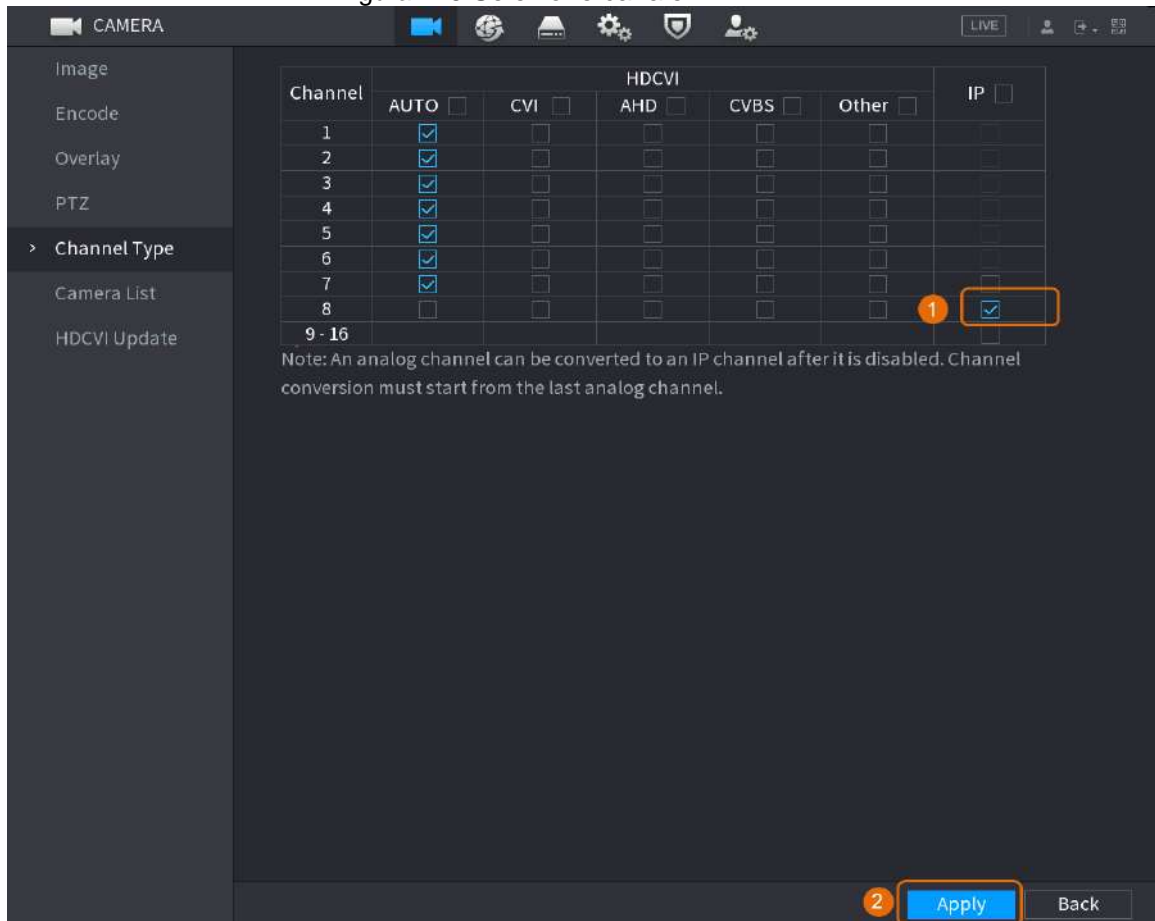 CAMERA
LIVE
Image
Encode
Overlay
PTZ
> Channel Type
Camera List
HDCVI Update
Channel HDCVI IP
AUTO CVI AHD CVBS Other
1
2
3
4
5
6
7
8 1
9 - 16
Note: An analog channel can be converted to an IP channel after it is disabled. Channel
conversion must start from the last analog channel.
2 Apply Back